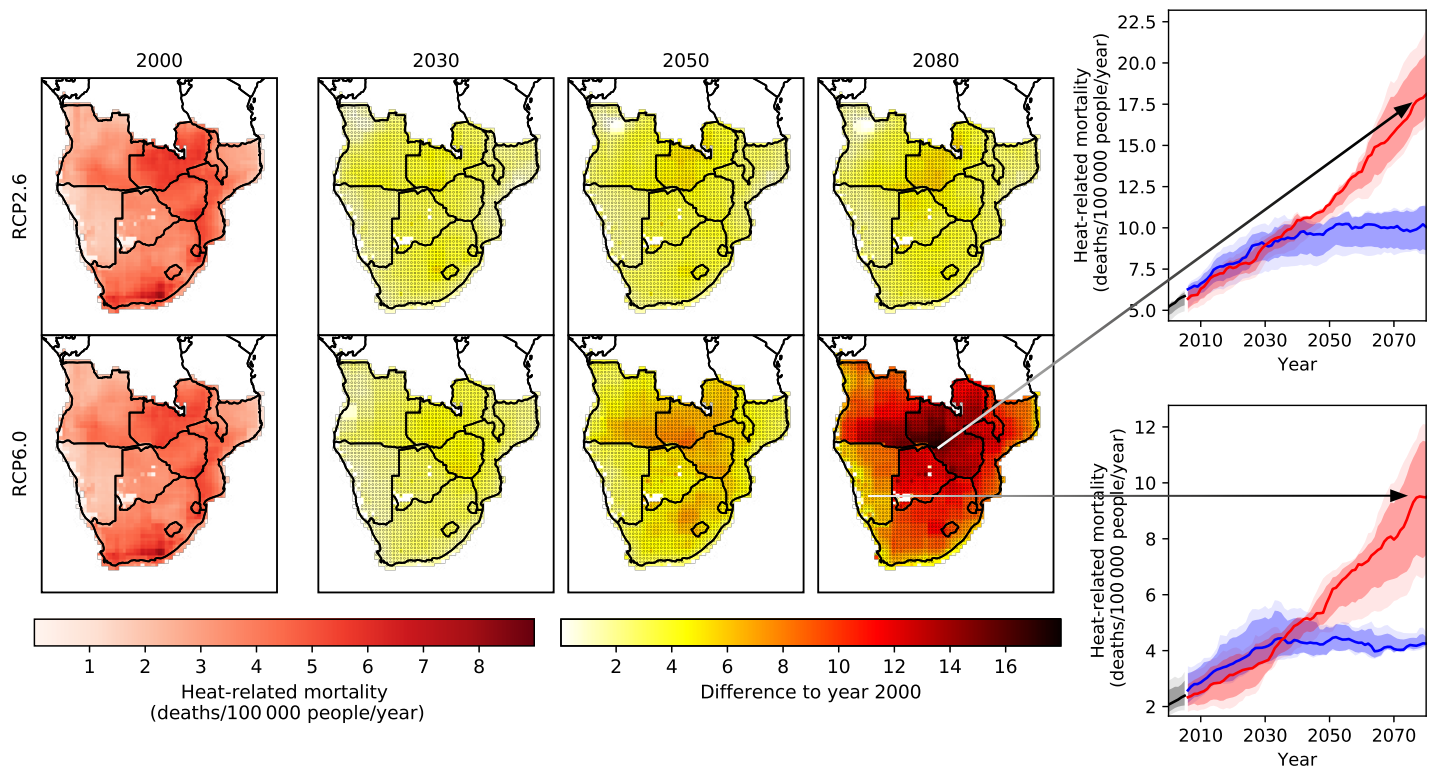 2000
2030
2050
2080
RCP2.6
RCP6.0
1 2 3 4 5 6 7 8
Heat-related mortality
(deaths/100 000 people/year)
2 4 6 8 10 12 14 16
Difference to year 2000
22.5
20.0
17.5
15.0
12.5
10.0
7.5
5.0
Heat-related mortality
(deaths/100 000 people/year)
2010 2030 2050 2070
Year
12
10
8
6
4
2
Heat-related mortality
(deaths/100 000 people/year)
2010 2030 2050 2070
Year